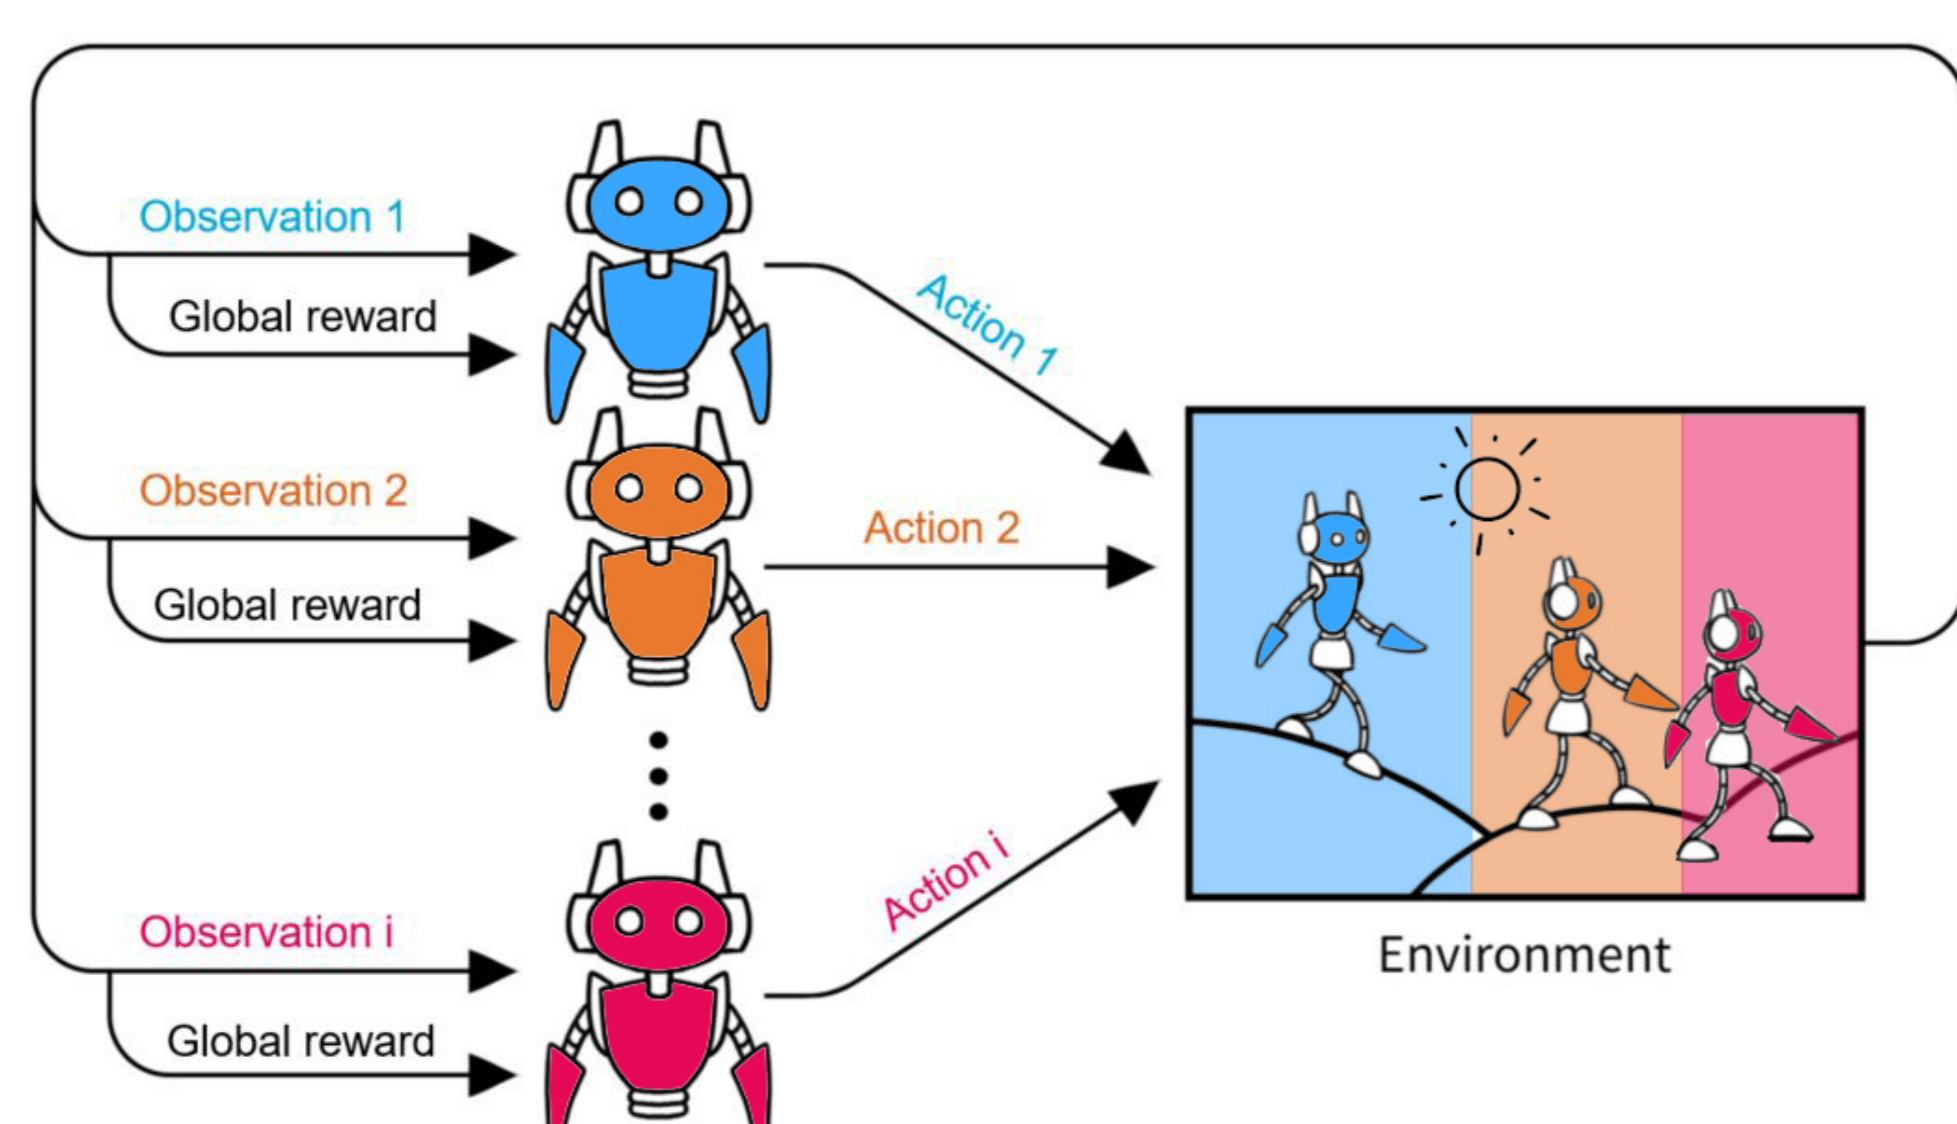 Observation 1
Global reward
Action 1
Observation 2
Global reward
Action 2
Observation i
Global reward
Action i
Environment